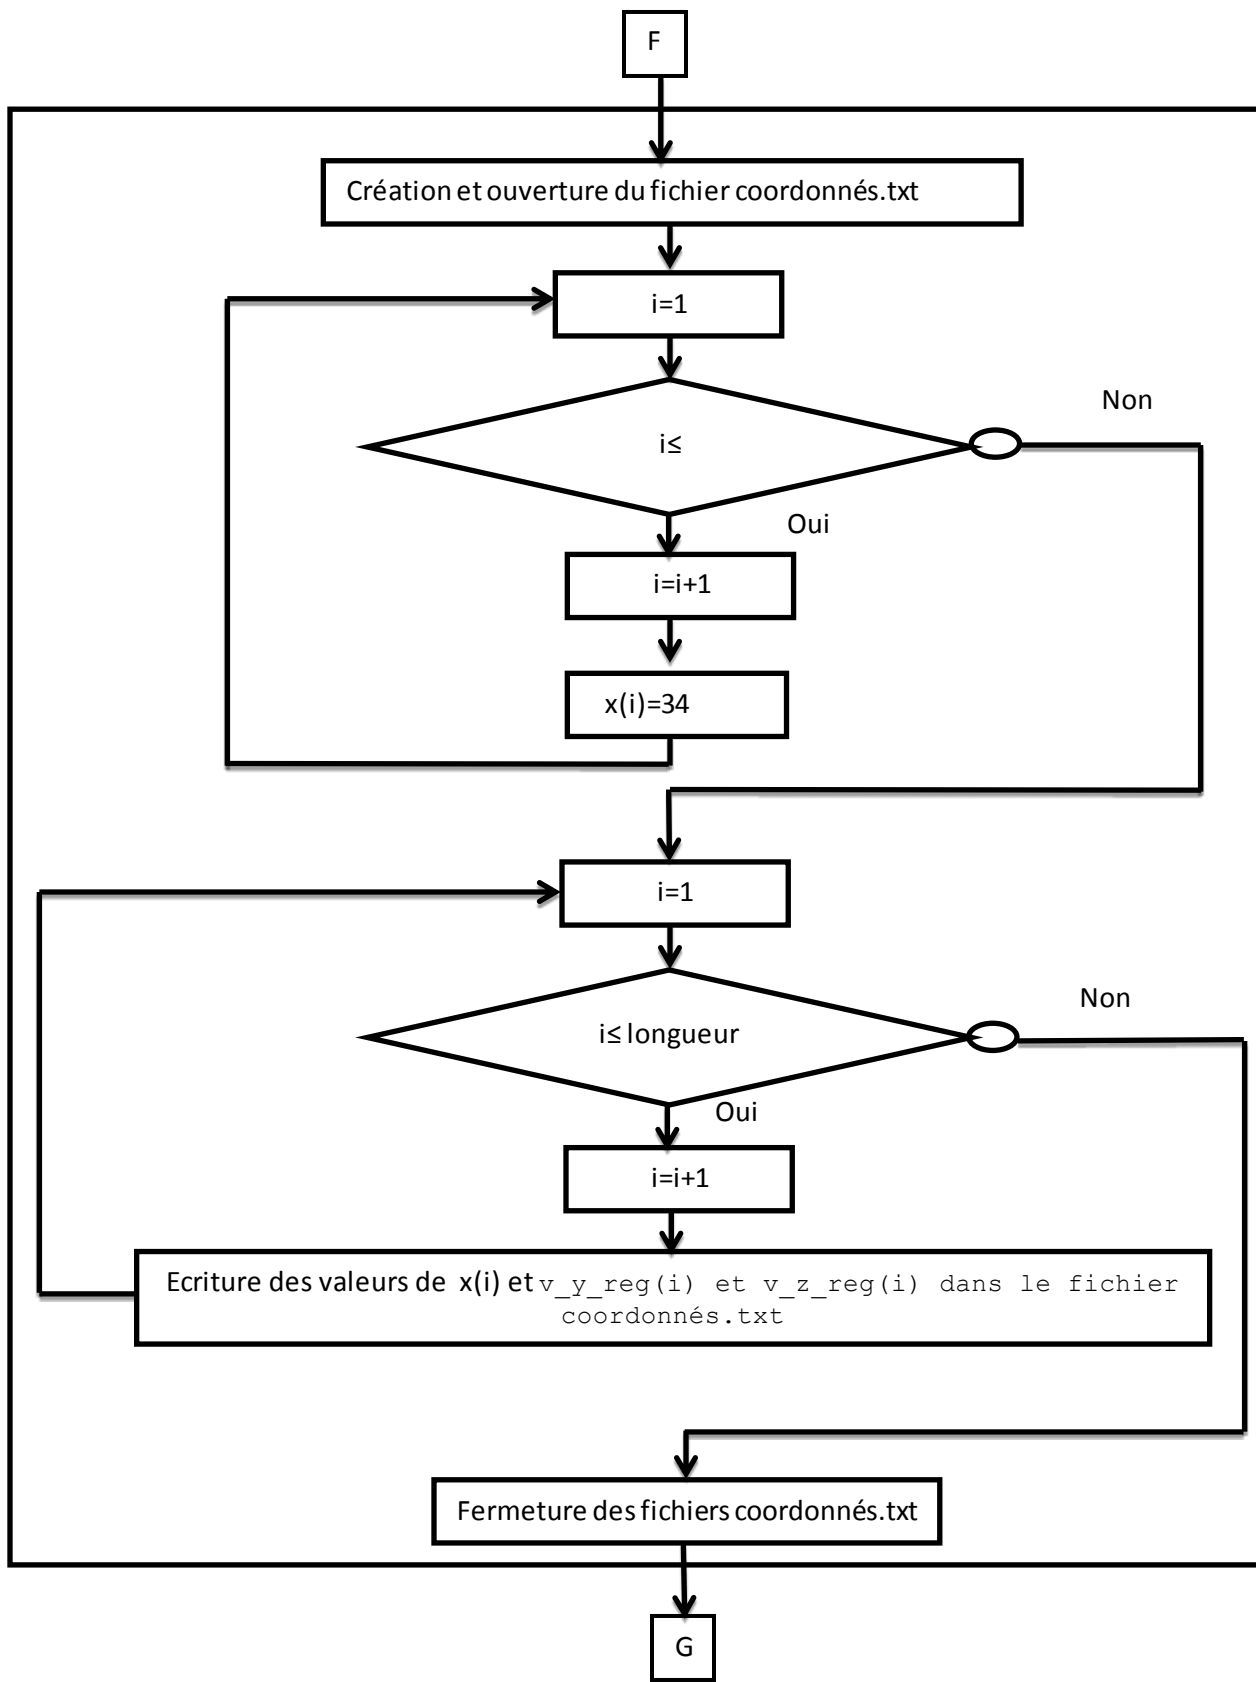 F
Création et ouverture du fichier coordonnés.txt
i=1
Non
i≤
Oui
i=i+1
x(i)=34
i=1
Non
i≤ longueur
Oui
i=i+1
Ecriture des valeurs de x(i) et v_y_reg(i) et v_z_reg(i) dans le fichier
coordonnés.txt
Fermeture des fichiers coordonnés.txt
G